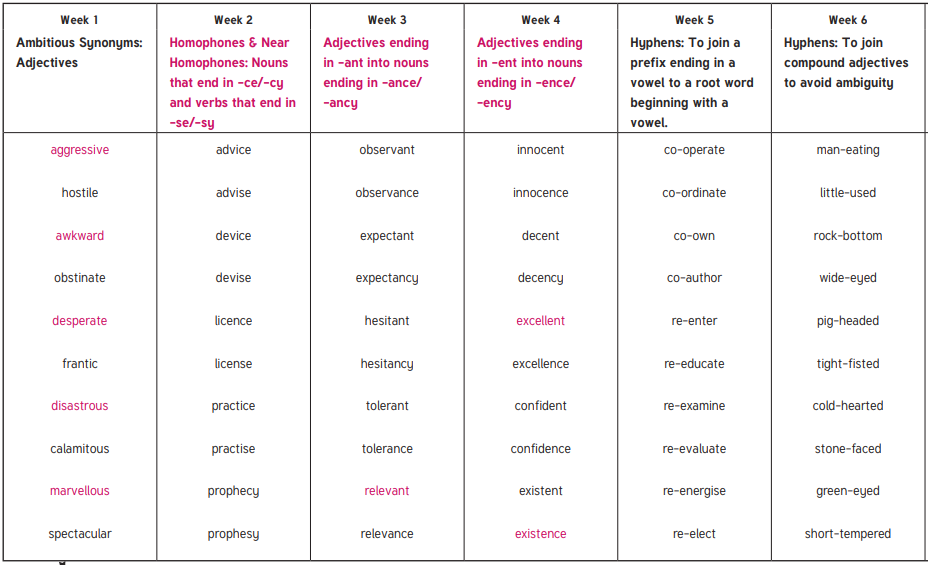 Week 1 Week 2 Week 3 Week 4 Week 5 Week 6
Ambitious Synonyms: Homophones & Near Adjectives ending Adjectives ending Hyphens: To join a Hyphens: To join
Adjectives Homophones: Nouns in -ant into nouns in -ent into nouns prefix ending in a compound adjectives
that end in -ce/-cy ending in -ance/ ending in -ence/ vowel to a root word to avoid ambiguity
and verbs that end in -ancy -ency beginning with a
-se/-sy vowel.
aggressive advice observant innocent co-operate man-eating
hostile advise observance innocence co-ordinate little-used
awkward device expectant decent co-own rock-bottom
obstinate devise expectancy decency co-author wide-eyed
desperate licence hesitant excellent re-enter pig-headed
frantic license hesitancy excellence re-educate tight-fisted
disastrous practice tolerant confident re-examine cold-hearted
calamitous practise tolerance confidence re-evaluate stone-faced
marvellous prophecy relevant existent re-energise green-eyed
spectacular prophesy relevance existence re-elect short-tempered